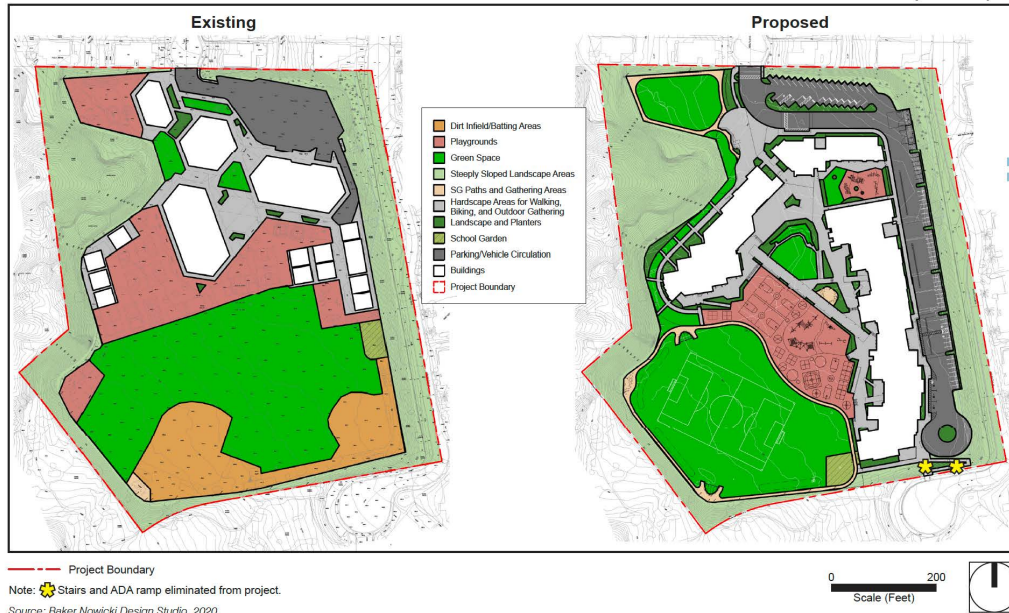 Existing
Proposed
Dirt Infield/Batting Areas
Playgrounds
Green Space
Steeply Sloped Landscape Areas
SG Paths and Gathering Areas
Hardscape Areas for Walking,
Biking, and Outdoor Gathering
Landscape and Planters
School Garden
Parking/Vehicle Circulation
Buildings
Project Boundary
Project Boundary
Note: Stairs and ADA ramp eliminated from project.
Source: Baker Nowicki Design Studio, 2020
0 200
Scale (Feet)